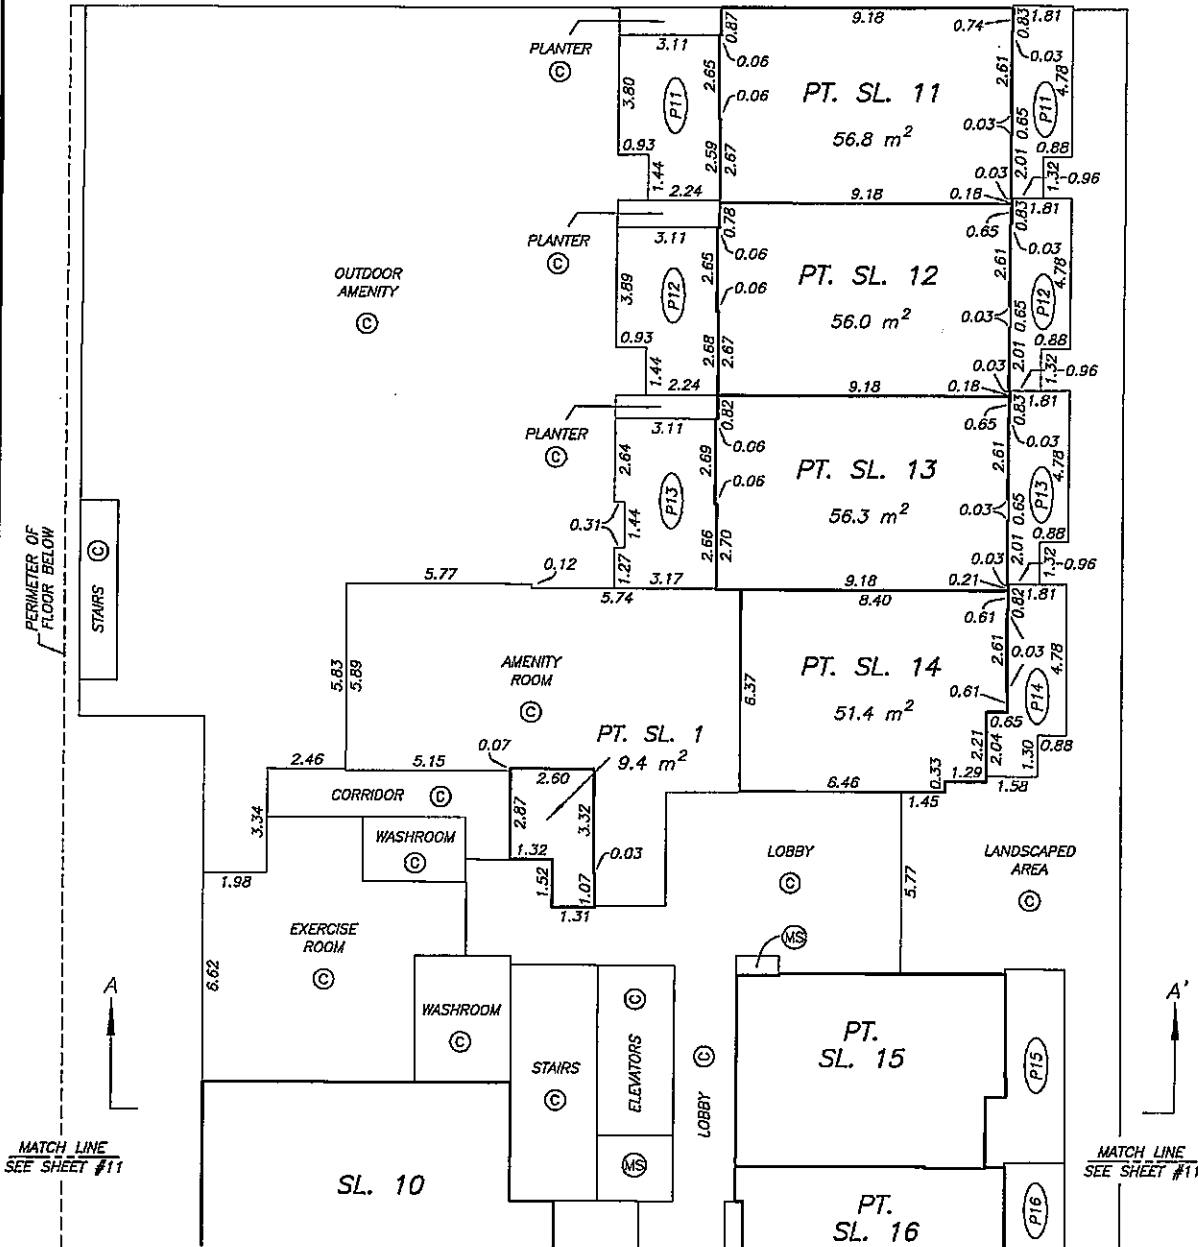 9.18
0.74
0.83
1.81
0.87
PLANTER
Ⓒ
3.11
0.06
0.03
2.65
2.61
4.78
3.80
P11
0.06
PT. SL. 11
56.8 m²
0.03
0.65
P11
0.93
1.44
2.59
2.67
2.01
0.88
1.32
0.96
0.03
2.24
9.18
0.18
0.83
1.81
0.78
0.65
PLANTER
Ⓒ
3.11
0.06
0.03
2.65
2.61
4.78
OUTDOOR
AMENITY
Ⓒ
3.89
P12
0.06
PT. SL. 12
56.0 m²
0.03
0.65
P12
0.93
1.44
2.68
2.67
2.01
0.88
1.32
0.96
0.03
2.24
9.18
0.18
0.83
1.81
0.82
0.65
PLANTER
Ⓒ
3.11
0.06
0.03
2.64
2.69
2.61
4.78
P13
0.06
PT. SL. 13
56.3 m²
0.03
0.65
P13
0.31
1.44
1.27
2.66
2.70
2.01
0.88
1.32
0.96
0.03
PERIMETER OF
FLOOR BELOW
STAIRS
Ⓒ
5.77
0.12
3.17
5.74
9.18
0.21
8.40
0.61
0.82
1.81
5.83
5.89
AMENITY
ROOM
Ⓒ
6.37
PT. SL. 14
51.4 m²
2.61
0.03
4.78
P14
0.61
0.65
2.21
2.04
1.30
0.88
PT. SL. 1
9.4 m²
2.46
5.15
0.07
2.60
CORRIDOR Ⓒ
3.34
2.87
3.32
6.46
0.33
1.29
1.45
1.58
WASHROOM
Ⓒ
1.32
0.03
1.52
1.07
1.31
1.98
LOBBY
Ⓒ
5.77
LANDSCAPED
AREA
Ⓒ
EXERCISE
ROOM
Ⓒ
6.62
MS
A
A'
WASHROOM
Ⓒ
STAIRS
Ⓒ
Ⓒ
ELEVATORS
MS
Ⓒ
LOBBY
PT.
SL. 15
P15
MATCH LINE
SEE SHEET #11
SL. 10
PT.
SL. 16
P16
MATCH LINE
SEE SHEET #11